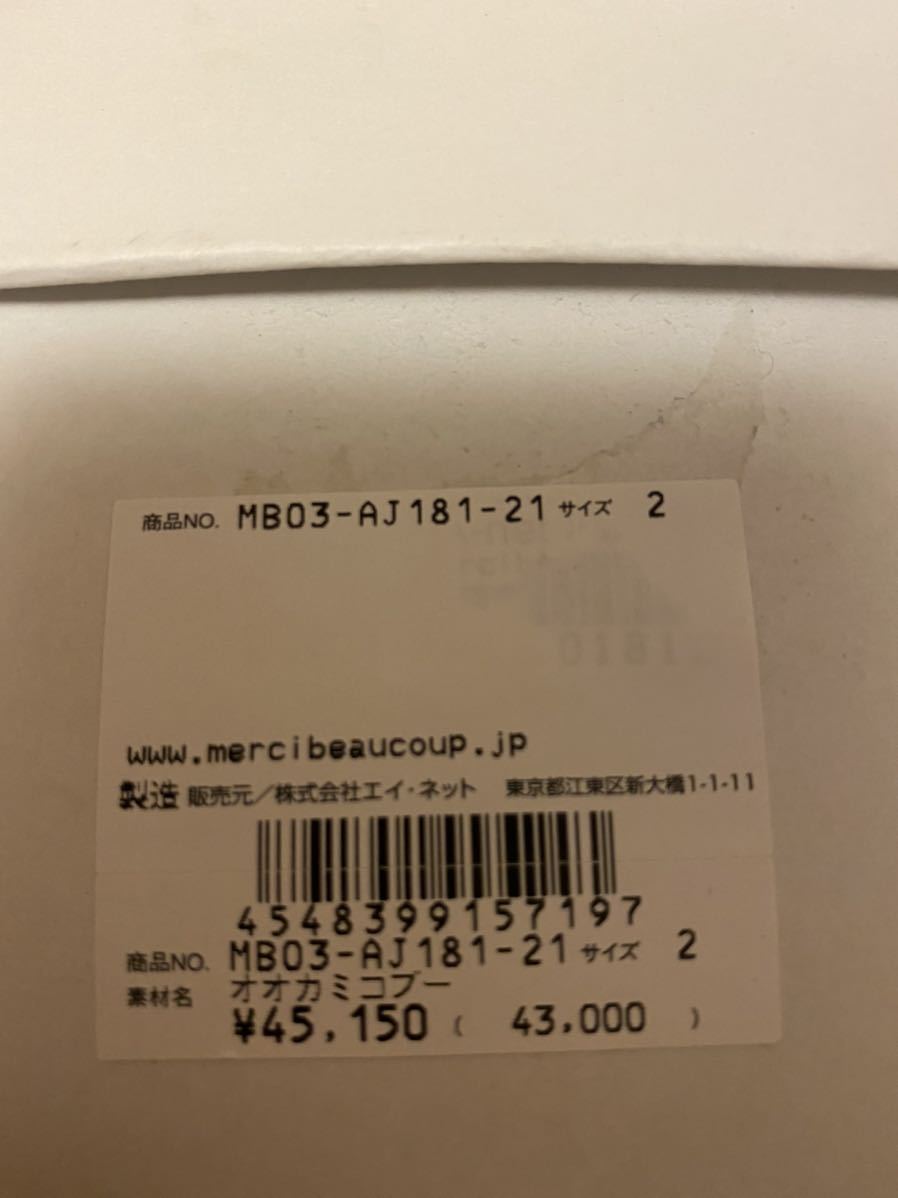 商品NO. MB03-AJ181-21 サイズ 2
www.mercibeaucoup.jp
製造 販売元／株式会社エイ・ネット 東京都江東区新大橋1-1-11
4548399157197
商品NO. MB03-AJ181-21 サイズ 2
素材名 オオカミコブー
¥45,150 ( 43,000 )